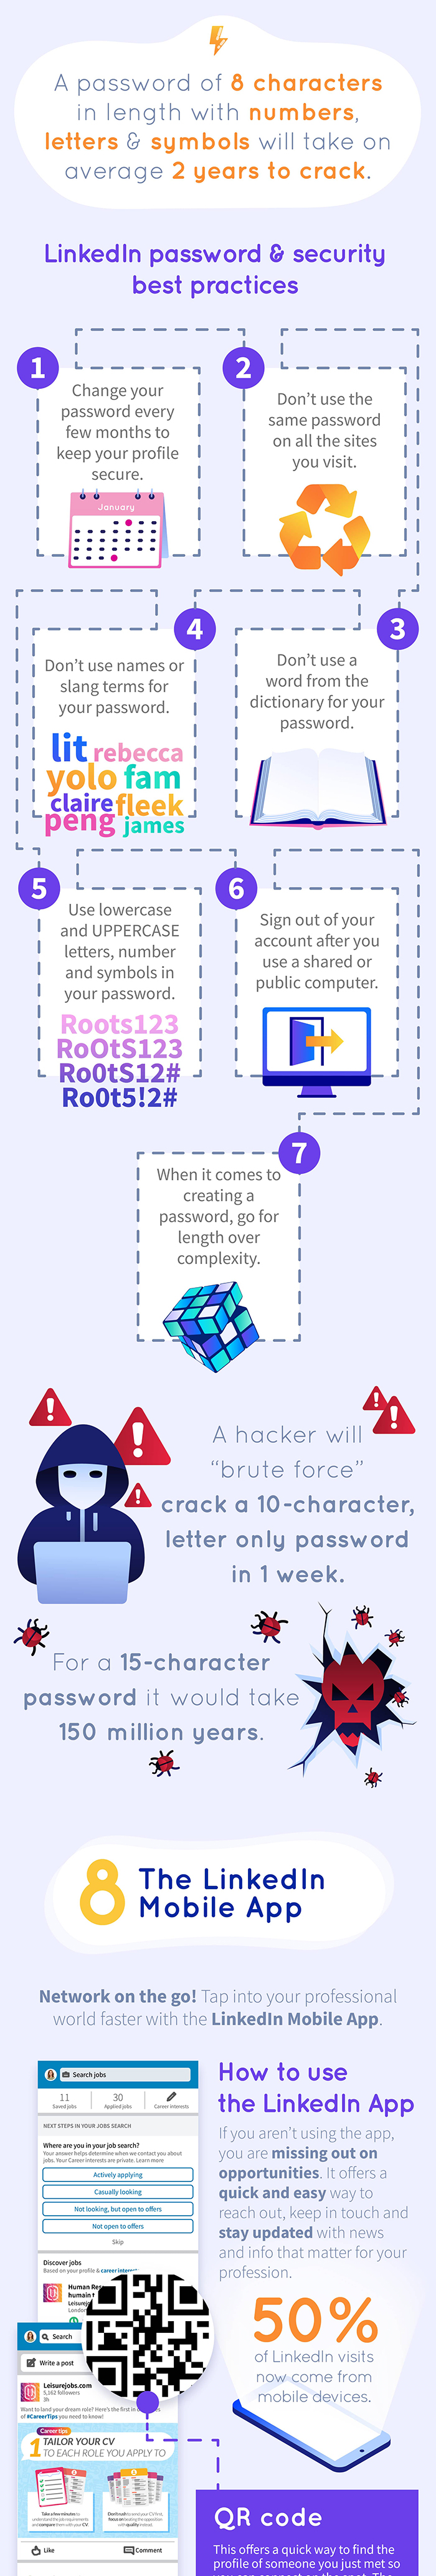 A password of 8 characters
in length with numbers,
letters & symbols will take on
average 2 years to crack.
LinkedIn password & security
best practices
1
Change your
password every
few months to
keep your profile
secure.
January
2
Don't use the
same password
on all the sites
you visit.
4
Don't use names or
slang terms for
your password.
lit rebecca
yolo fam
claire fleek
peng james
3
Don't use a
word from the
dictionary for your
password.
5
Use lowercase
and UPPERCASE
letters, number
and symbols in
your password.
Roots123
RoOtS123
Ro0tS12#
Ro0t5!2#
6
Sign out of your
account after you
use a shared or
public computer.
7
When it comes to
creating a
password, go for
length over
complexity.
A hacker will
“brute force”
crack a 10-character,
letter only password
in 1 week.
For a 15-character
password it would take
150 million years.
8
The LinkedIn
Mobile App
Network on the go! Tap into your professional
world faster with the LinkedIn Mobile App.
Search jobs
11
Saved jobs
30
Applied jobs
Career interests
NEXT STEPS IN YOUR JOBS SEARCH
Where are you in your job search?
Your answer helps determine when we contact you about
jobs. Your Career interests are private. Learn more
Actively applying
Casually looking
Not looking, but open to offers
Not open to offers
Skip
Discover jobs
Based on your profile & career
Human
humain
Leisurej
London
Search
Write a post
Leisurejobs.com
5,162 followers
3h
Want to land your dream role? Here's the first in
of #CareerTips you need to know!
Career tips
1 TAILOR YOUR CV
TO EACH ROLE YOU APPLY TO
Like
Comment
How to use
the LinkedIn App
If you aren't using the app,
you are missing out on
opportunities. It offers a
quick and easy way to
reach out, keep in touch and
stay updated with news
and info that matter for your
profession.
50%
of LinkedIn visits
now come from
mobile devices.
QR code
This offers a quick way to find the
profile of someone you just met so